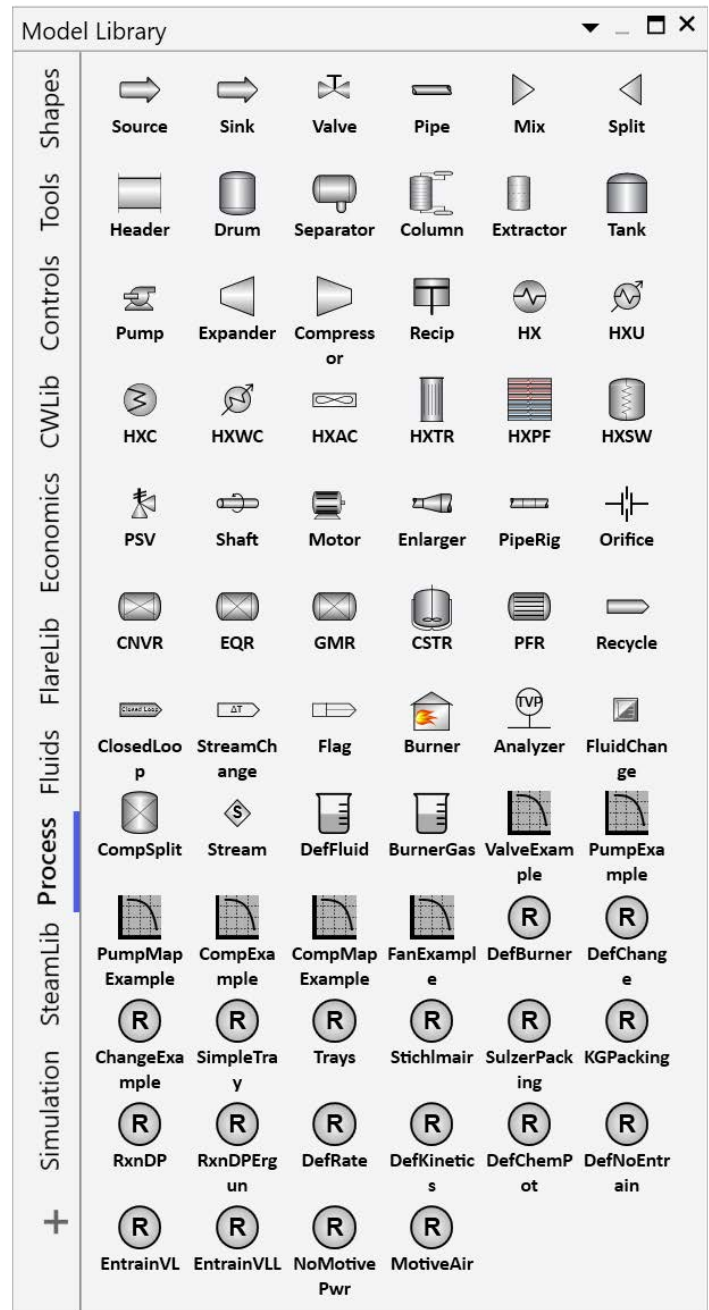 Model Library
Shapes
Tools
Controls
CWLib
Economics
FlareLib
Fluids
Process
SteamLib
Simulation
+
Source Sink Valve Pipe Mix Split
Header Drum Separator Column Extractor Tank
Pump Expander Compress Recip HX HXU
or
HXC HXWC HXAC HXTR HXPF HXSW
PSV Shaft Motor Enlarger PipeRig Orifice
CNVR EQR GMR CSTR PFR Recycle
Closed Loop ΔT TVP
ClosedLoo StreamCh Flag Burner Analyzer FluidChan
p ange ge
S
CompSplit Stream DefFluid BurnerGas ValveExam PumpExa
ple mple
R R
PumpMap CompExa CompMap FanExampl DefBurner DefChang
Example mple Example e e
R R R R R R
ChangeExa SimpleTra Trays Stichlmair SulzerPack KGPacking
mple y ing
R R R R R R
RxnDP RxnDPErg DefRate DefKinetic DefChemP DefNoEntr
un s ot ain
R R R R
EntrainVL EntrainVLL NoMotive MotiveAir
Pwr